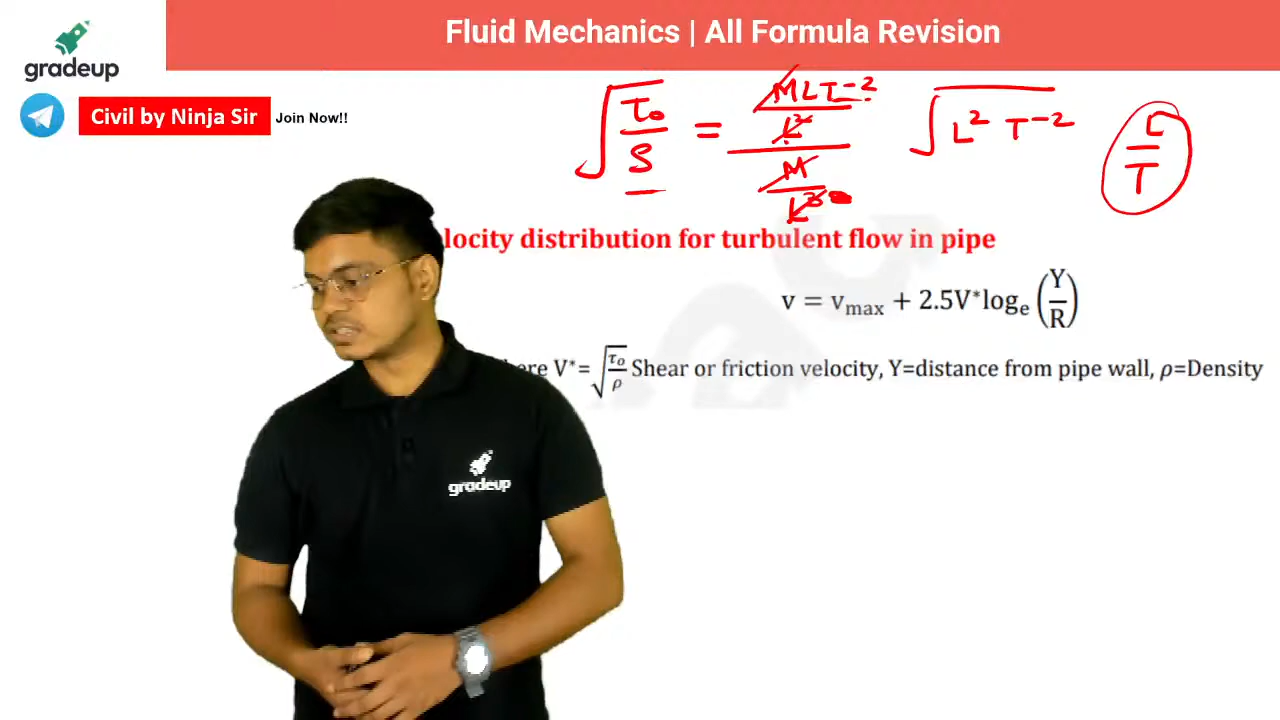 Fluid Mechanics | All Formula Revision
gradeup
Civil by Ninja Sir Join Now!!
√(τ₀/ρ) = (MLT⁻²/L²)/(M/L³) √(L²T⁻²) L/T
locity distribution for turbulent flow in pipe
v = vmax + 2.5V*logₑ(Y/R)
ere V*= √(τₒ/ρ) Shear or friction velocity, Y=distance from pipe wall, ρ=Density
gradeup